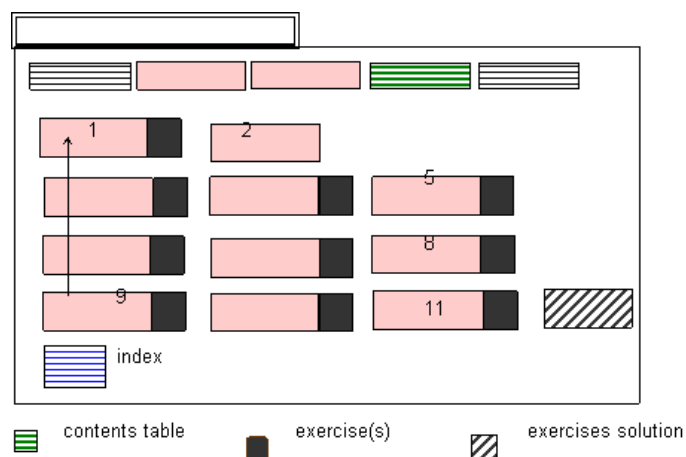 1
2
5
8
9
11
index
contents table
exercise(s)
exercises solution